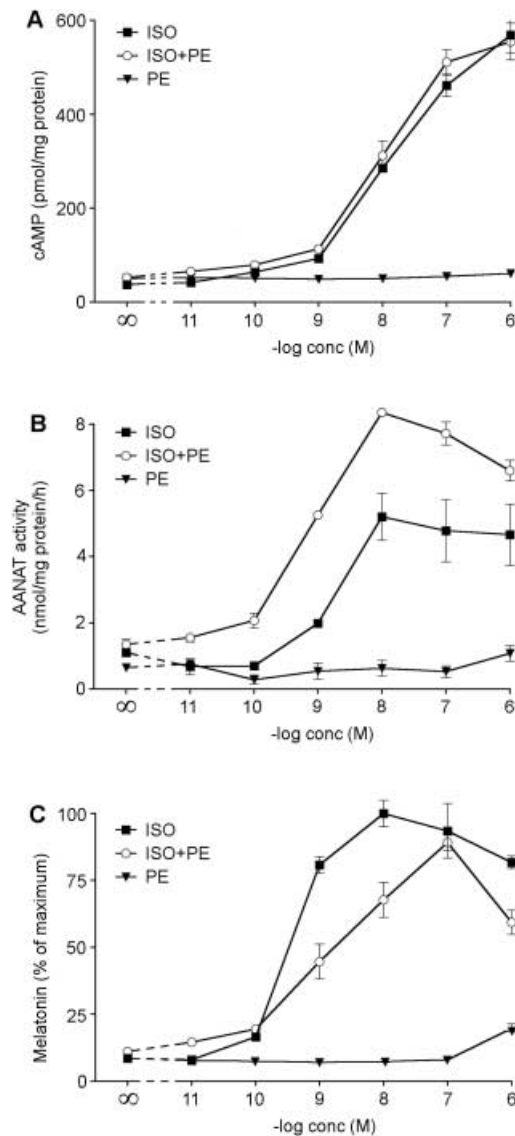 A
600
ISO
ISO+PE
PE
400
200
0
cAMP (pmol/mg protein)
∞ 11 10 9 8 7 6
-log conc (M)
B
8
ISO
ISO+PE
PE
6
4
2
0
AANAT activity
(nmol/mg protein/h)
∞ 11 10 9 8 7 6
-log conc (M)
C
100
ISO
ISO+PE
PE
75
50
25
0
Melatonin (% of maximum)
∞ 11 10 9 8 7 6
-log conc (M)